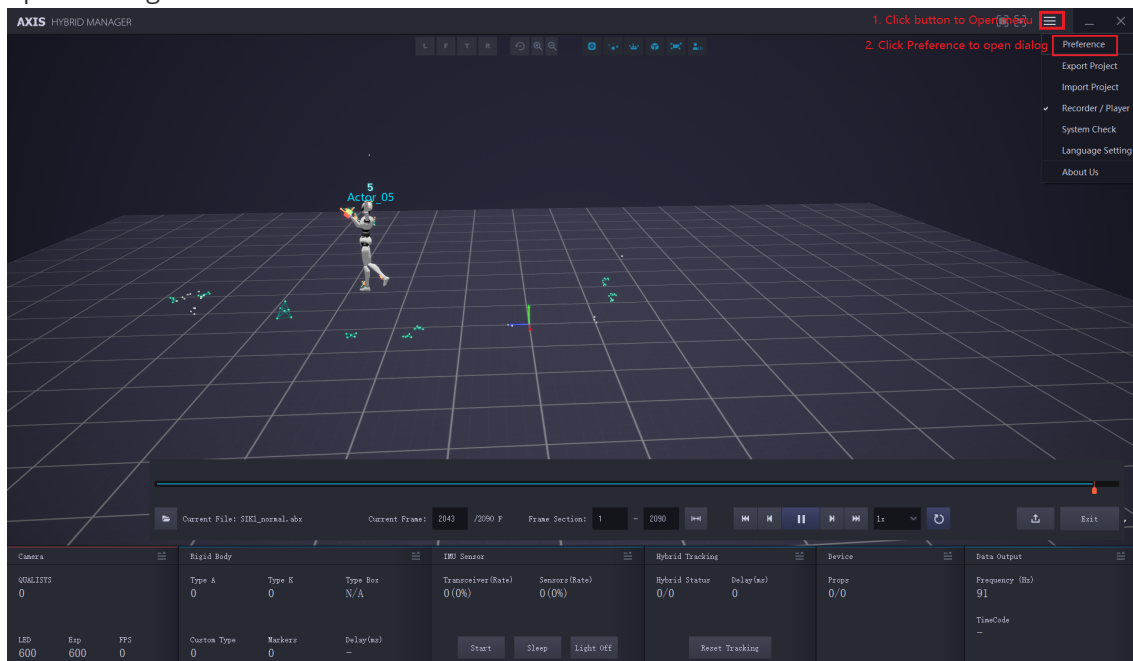 AXIS HYBRID MANAGER
1. Click button to Open menu
L F T R
2. Click Preference to open dialog
Preference
Export Project
Import Project
Recorder / Player
System Check
Language Setting
About Us
5
Actor_05
Current File: SIK1_normal.abx Current Frame: 2043 /2090 F Frame Section: 1 - 2090 1x Exit
Camera Rigid Body IMU Sensor Hybrid Tracking Device Data Output
QUALISYS Type A Type K Type Box Transceiver(Rate) Sensors(Rate) Hybrid Status Delay(ms) Props Frequency (Hz)
0 0 0 N/A 0(0%) 0(0%) 0/0 0 0/0 91
TimeCode
—
LED Exp FPS Custom Type Markers Delay(ms)
600 600 0 0 0 — Start Sleep Light Off Reset Tracking